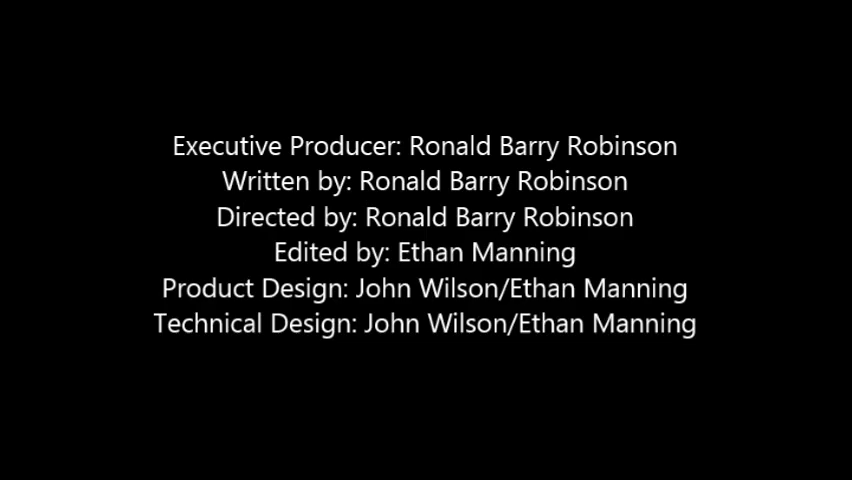 Executive Producer: Ronald Barry Robinson
Written by: Ronald Barry Robinson
Directed by: Ronald Barry Robinson
Edited by: Ethan Manning
Product Design: John Wilson/Ethan Manning
Technical Design: John Wilson/Ethan Manning